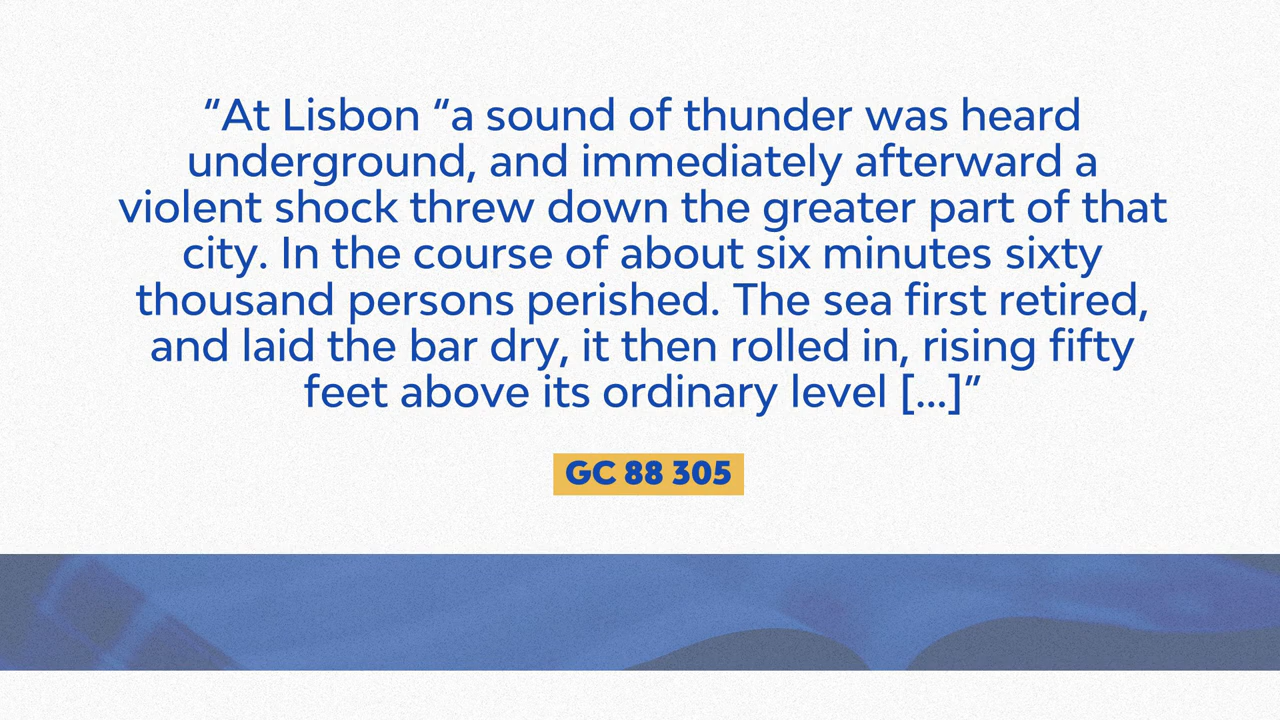 “At Lisbon “a sound of thunder was heard
underground, and immediately afterward a
violent shock threw down the greater part of that
city. In the course of about six minutes sixty
thousand persons perished. The sea first retired,
and laid the bar dry, it then rolled in, rising fifty
feet above its ordinary level [...]”
GC 88 305